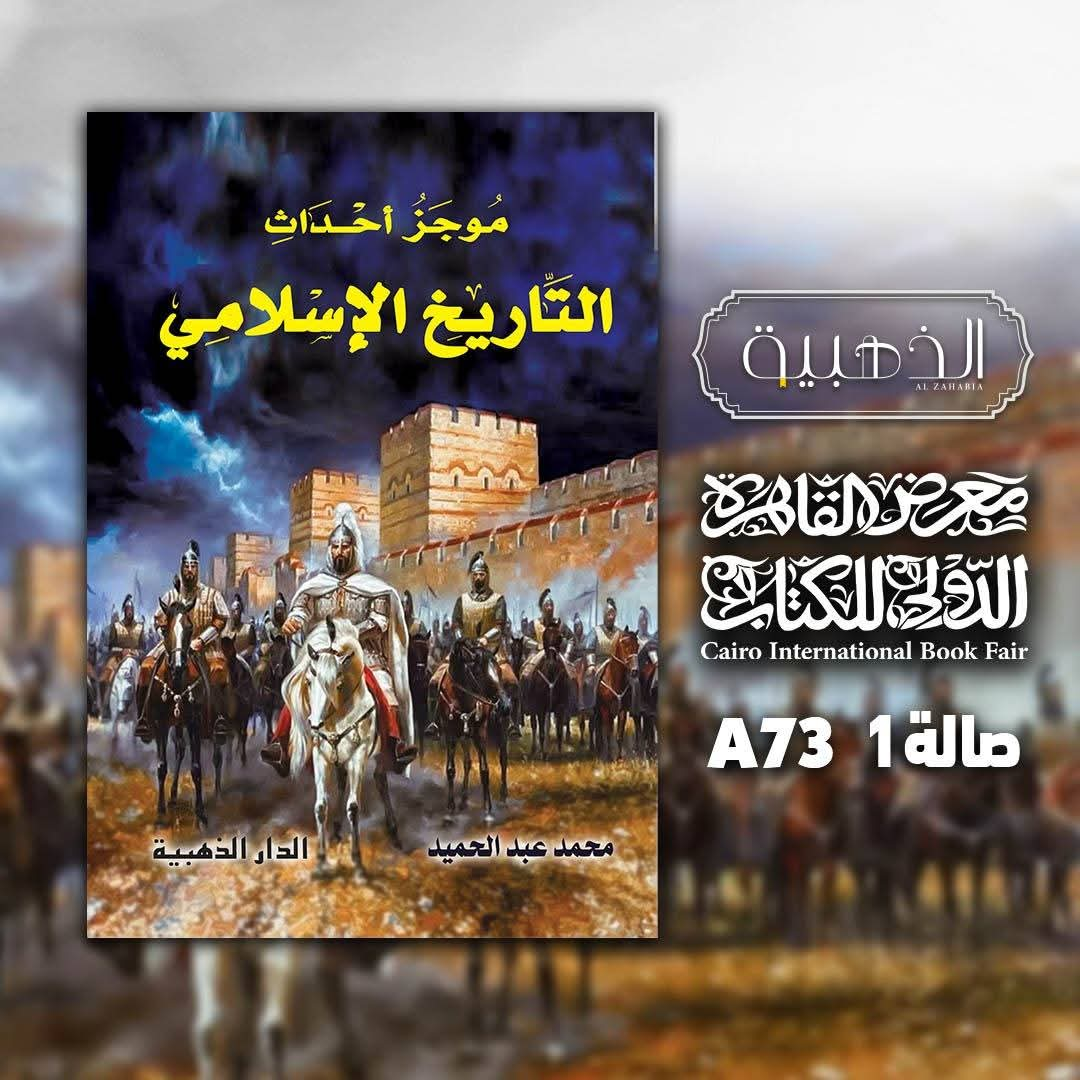 مُوجَزُ أحْـدَاثِ
التَّارِيخِ الإِسْلامِي
محمد عبد الحميد
الدار الذهبية
الذهبية
AL ZAHABIA
معرض القاهرة
الدولي للكتاب
Cairo International Book Fair
صالة 1 A73